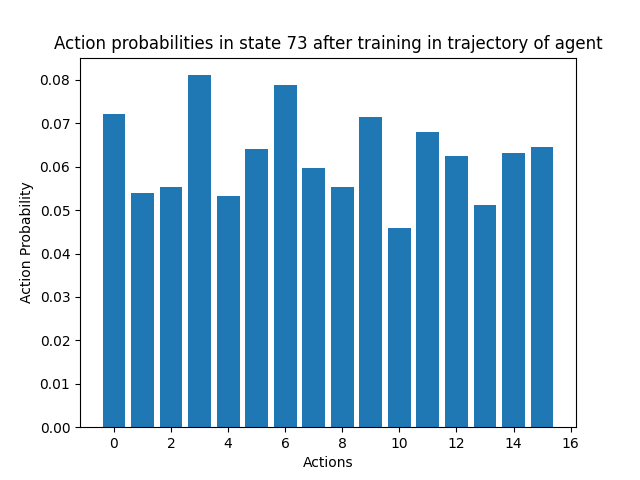 Action probabilities in state 73 after training in trajectory of agent
0.08
0.07
0.06
0.05
0.04
0.03
0.02
0.01
0.00
Action Probability
0 2 4 6 8 10 12 14 16
Actions